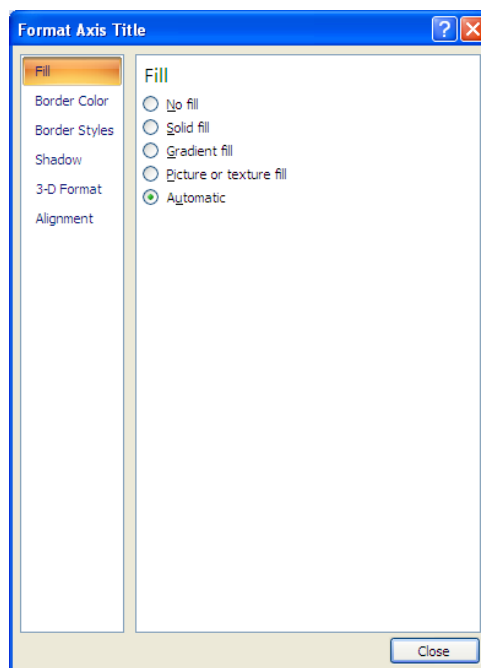 Format Axis Title
?
Fill
Border Color
Border Styles
Shadow
3-D Format
Alignment
Fill
No fill
Solid fill
Gradient fill
Picture or texture fill
Automatic
Close